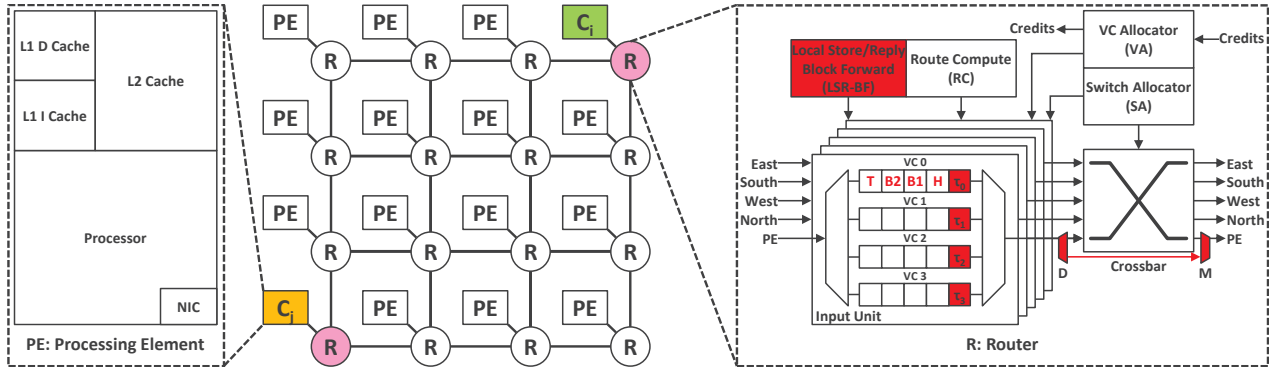 L1 D Cache
L2 Cache
L1 I Cache
Processor
NIC
PE: Processing Element
PE PE PE Ci
R R R R
PE PE PE PE
R R R R
PE PE PE PE
R R R R
Cj PE PE PE
R R R R
Local Store/Reply
Block Forward
(LSR-BF)
Route Compute
(RC)
Credits
VC Allocator
(VA)
Credits
Switch Allocator
(SA)
East
South
West
North
PE
VC 0
T B2 B1 H τ0
VC 1
τ1
VC 2
τ2
VC 3
τ3
Input Unit
D
Crossbar
M
East
South
West
North
PE
R: Router